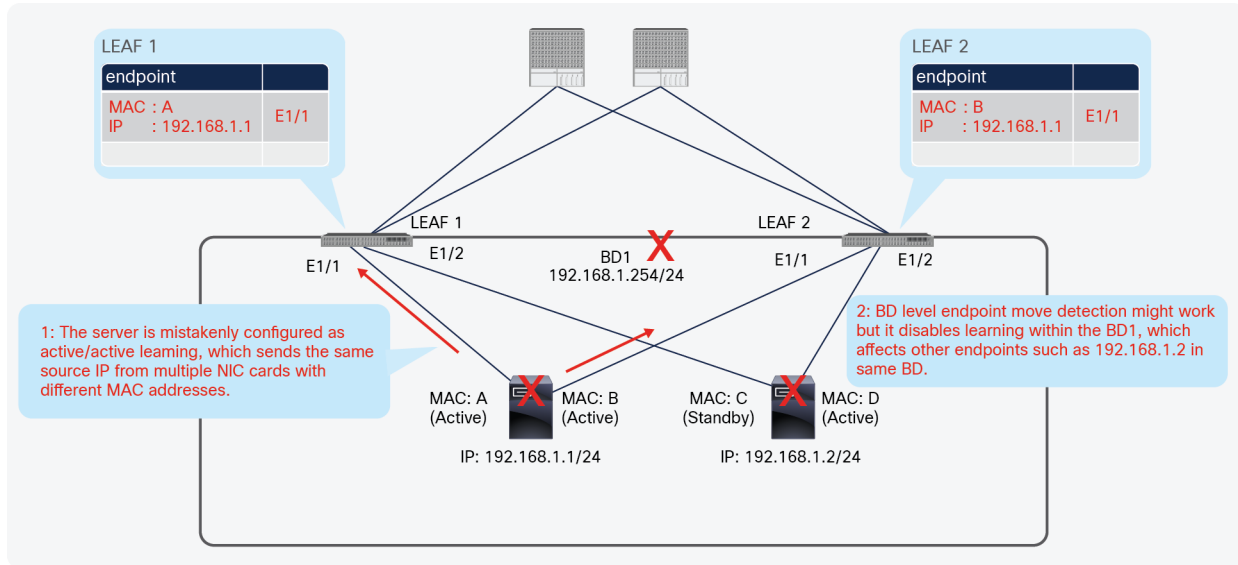 LEAF 1
endpoint
MAC : A
IP : 192.168.1.1
E1/1
LEAF 2
endpoint
MAC : B
IP : 192.168.1.1
E1/1
LEAF 1
LEAF 2
E1/1
E1/2
BD1
192.168.1.254/24
X
E1/1
E1/2
1: The server is mistakenly configured as
active/active leaming, which sends the same
source IP from multiple NIC cards with
different MAC addresses.
2: BD level endpoint move detection might work
but it disables learning within the BD1, which
affects other endpoints such as 192.168.1.2 in
same BD.
MAC: A
(Active)
X
MAC: B
(Active)
MAC: C
(Standby)
X
MAC: D
(Active)
IP: 192.168.1.1/24
IP: 192.168.1.2/24